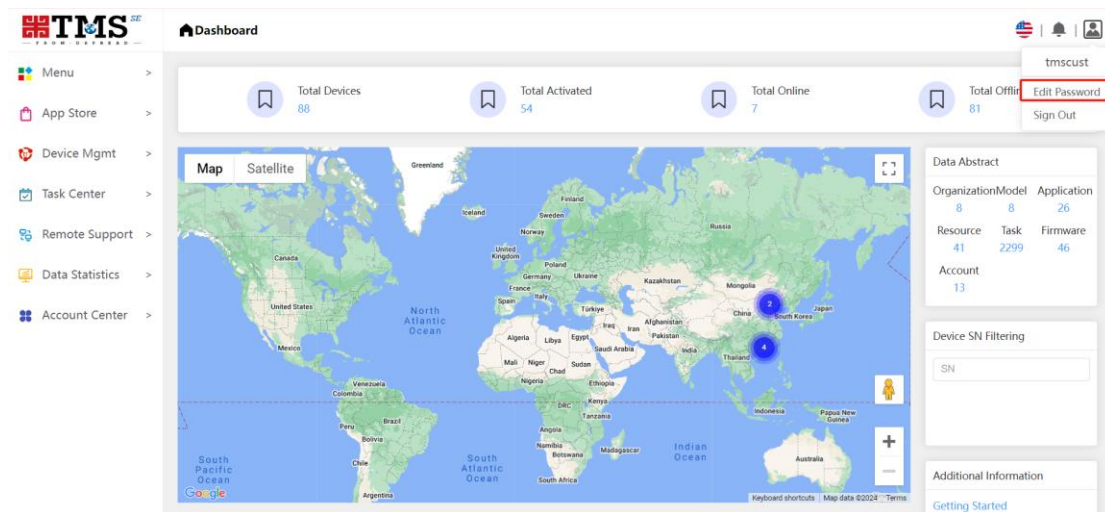 TMS SE
FROM · DSPREAD
Dashboard
tmscust
Edit Password
Sign Out
Menu >
App Store >
Device Mgmt >
Task Center >
Remote Support >
Data Statistics >
Account Center >
Total Devices
88
Total Activated
54
Total Online
7
Total Offlin
81
Map Satellite
Greenland
Iceland
Finland
Sweden
Norway
Russia
Canada
United
Kingdom
Poland
Germany
Ukraine
France
Kazakhstan
Mongolia
Spain
Italy
Türkiye
United States
North
Atlantic
Ocean
China
2
South Korea
Japan
Afghanistan
Iraq
Iran
Pakistan
Algeria
Libya
Egypt
Saudi Arabia
India
4
Thailand
Mexico
Mali
Niger
Chad
Sudan
Nigeria
Ethiopia
Venezuela
Colombia
DRC
Kenya
Tanzania
Indonesia
Papua New
Guinea
Peru
Brazil
Bolivia
Angola
Namibia
Botswana
Madagascar
Indian
Ocean
Australia
South
Pacific
Ocean
Chile
South
Atlantic
Ocean
South Africa
Argentina
Google
Keyboard shortcuts Map data ©2024 Terms
Data Abstract
Organization Model Application
8 8 26
Resource Task Firmware
41 2299 46
Account
13
Device SN Filtering
SN
Additional Information
Getting Started